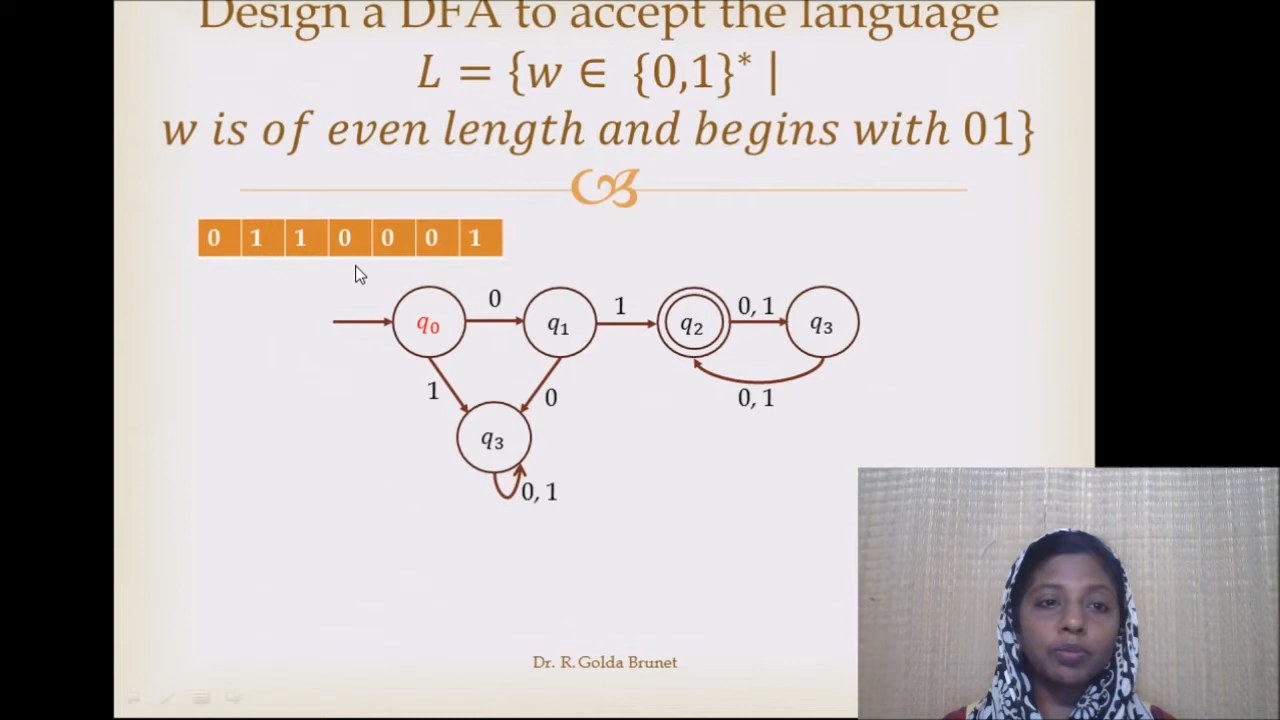 Design a DFA to accept the language
L = {w ∈ {0,1}* |
w is of even length and begins with 01}
0 1 1 0 0 0 1
0 1 0, 1
q₀ q₁ q₂ q₃
1 0 0, 1
q₃
0, 1
Dr. R. Golda Brunet